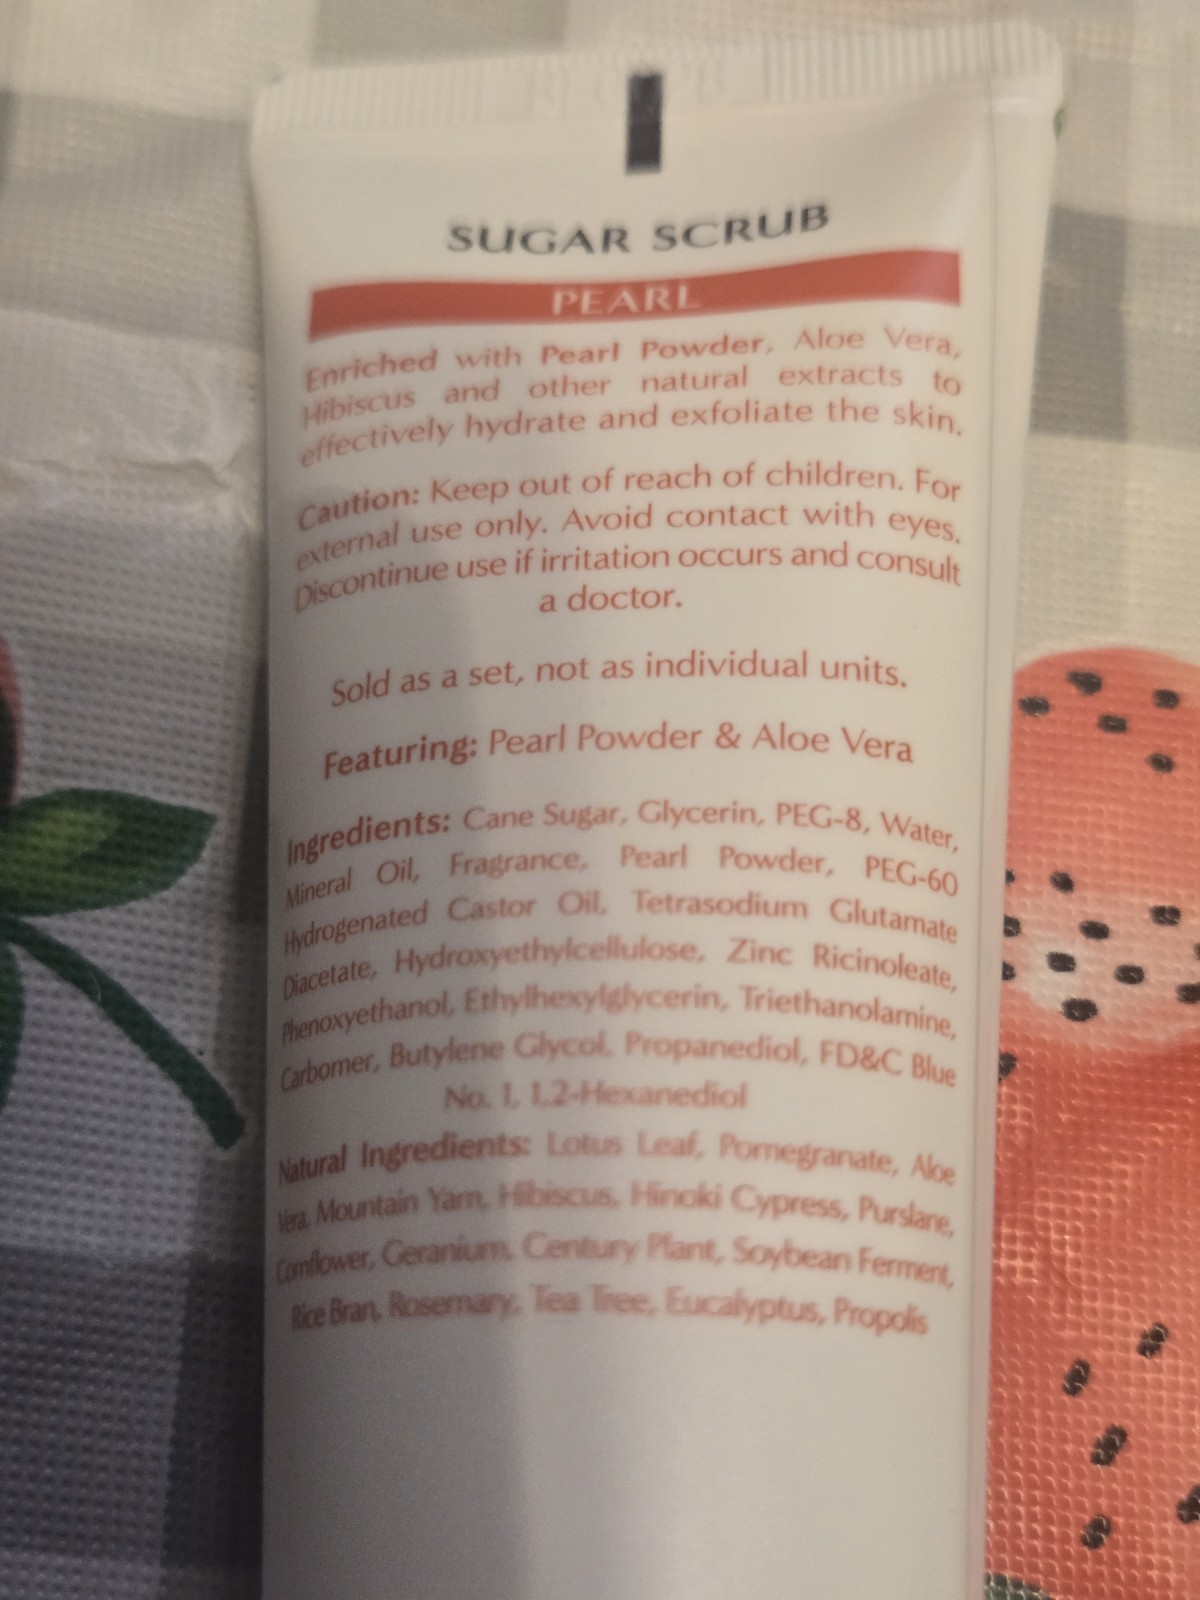 SUGAR SCRUB
PEARL
Enriched with Pearl Powder, Aloe Vera,
Hibiscus and other natural extracts to
effectively hydrate and exfoliate the skin.
Caution: Keep out of reach of children. For
external use only. Avoid contact with eyes.
Discontinue use if irritation occurs and consult
a doctor.
Sold as a set, not as individual units.
Featuring: Pearl Powder & Aloe Vera
Ingredients: Cane Sugar, Glycerin, PEG-8, Water,
Mineral Oil, Fragrance, Pearl Powder, PEG-60
Hydrogenated Castor Oil, Tetrasodium Glutamate
Diacetate, Hydroxyethylcellulose, Zinc Ricinoleate,
Phenoxyethanol, Ethylhexylglycerin, Triethanolamine,
Carbomer, Butylene Glycol, Propanediol, FD&C Blue
No. 1, 1,2-Hexanediol
Natural Ingredients: Lotus Leaf, Pomegranate, Aloe
Vera, Mountain Yam, Hibiscus, Hinoki Cypress, Purslane,
Cornflower, Geranium, Century Plant, Soybean Ferment,
Rice Bran, Rosemary, Tea Tree, Eucalyptus, Propolis